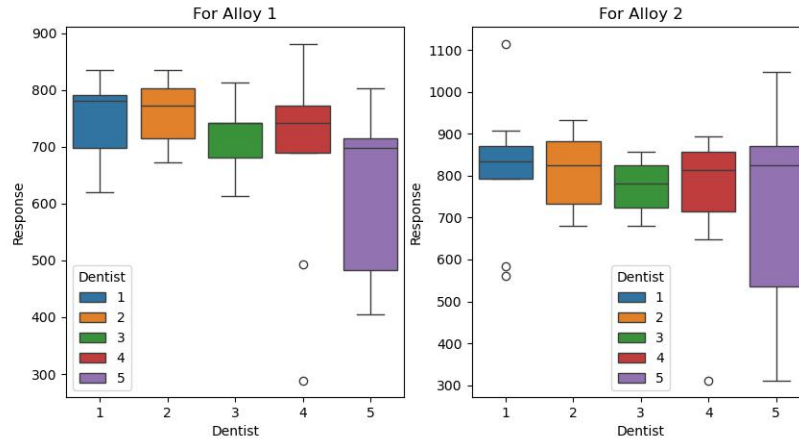 For Alloy 1
For Alloy 2
900
800
700
600
500
400
300
Response
Dentist
1
2
3
4
5
1 2 3 4 5
Dentist
1100
1000
900
800
700
600
500
400
300
Response
Dentist
1
2
3
4
5
1 2 3 4 5
Dentist